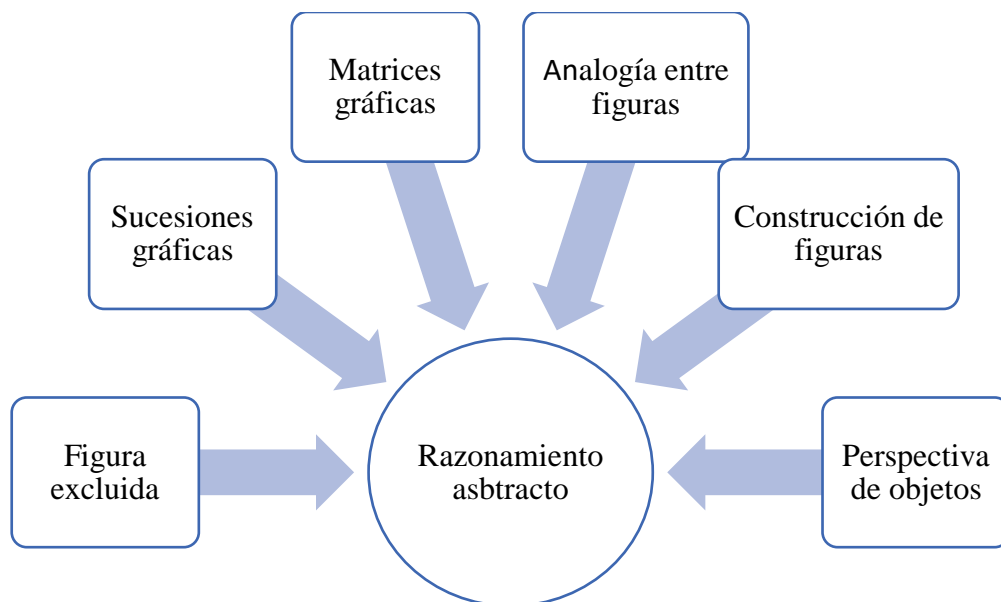 Matrices
gráficas
Analogía entre
figuras
Sucesiones
gráficas
Construcción de
figuras
Figura
excluida
Razonamiento
asbtracto
Perspectiva
de objetos